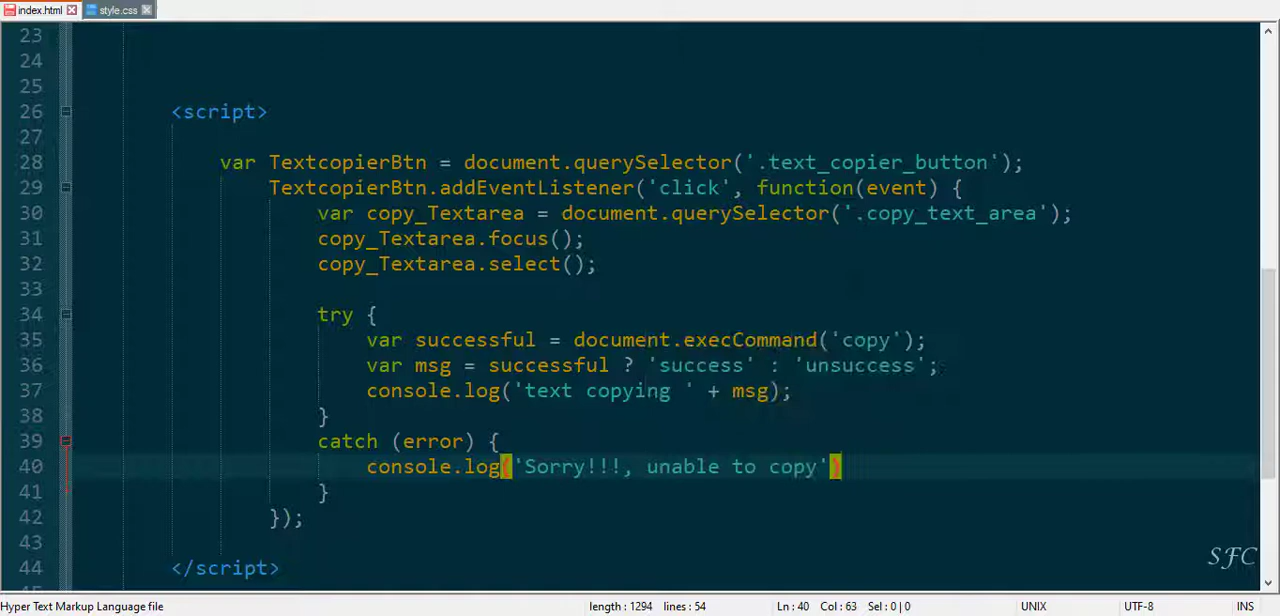 index.html style.css
23
24
25
26 <script>
27
28 var TextcopierBtn = document.querySelector('.text_copier_button');
29 TextcopierBtn.addEventListener('click', function(event) {
30 var copy_Textarea = document.querySelector('.copy_text_area');
31 copy_Textarea.focus();
32 copy_Textarea.select();
33
34 try {
35 var successful = document.execCommand('copy');
36 var msg = successful ? 'success' : 'unsuccess';
37 console.log('text copying ' + msg);
38 }
39 catch (error) {
40 console.log('Sorry!!!, unable to copy')
41 }
42 });
43
44 </script>
SFC
Hyper Text Markup Language file length : 1294 lines : 54 Ln : 40 Col : 63 Sel : 0 | 0 UNIX UTF-8 INS